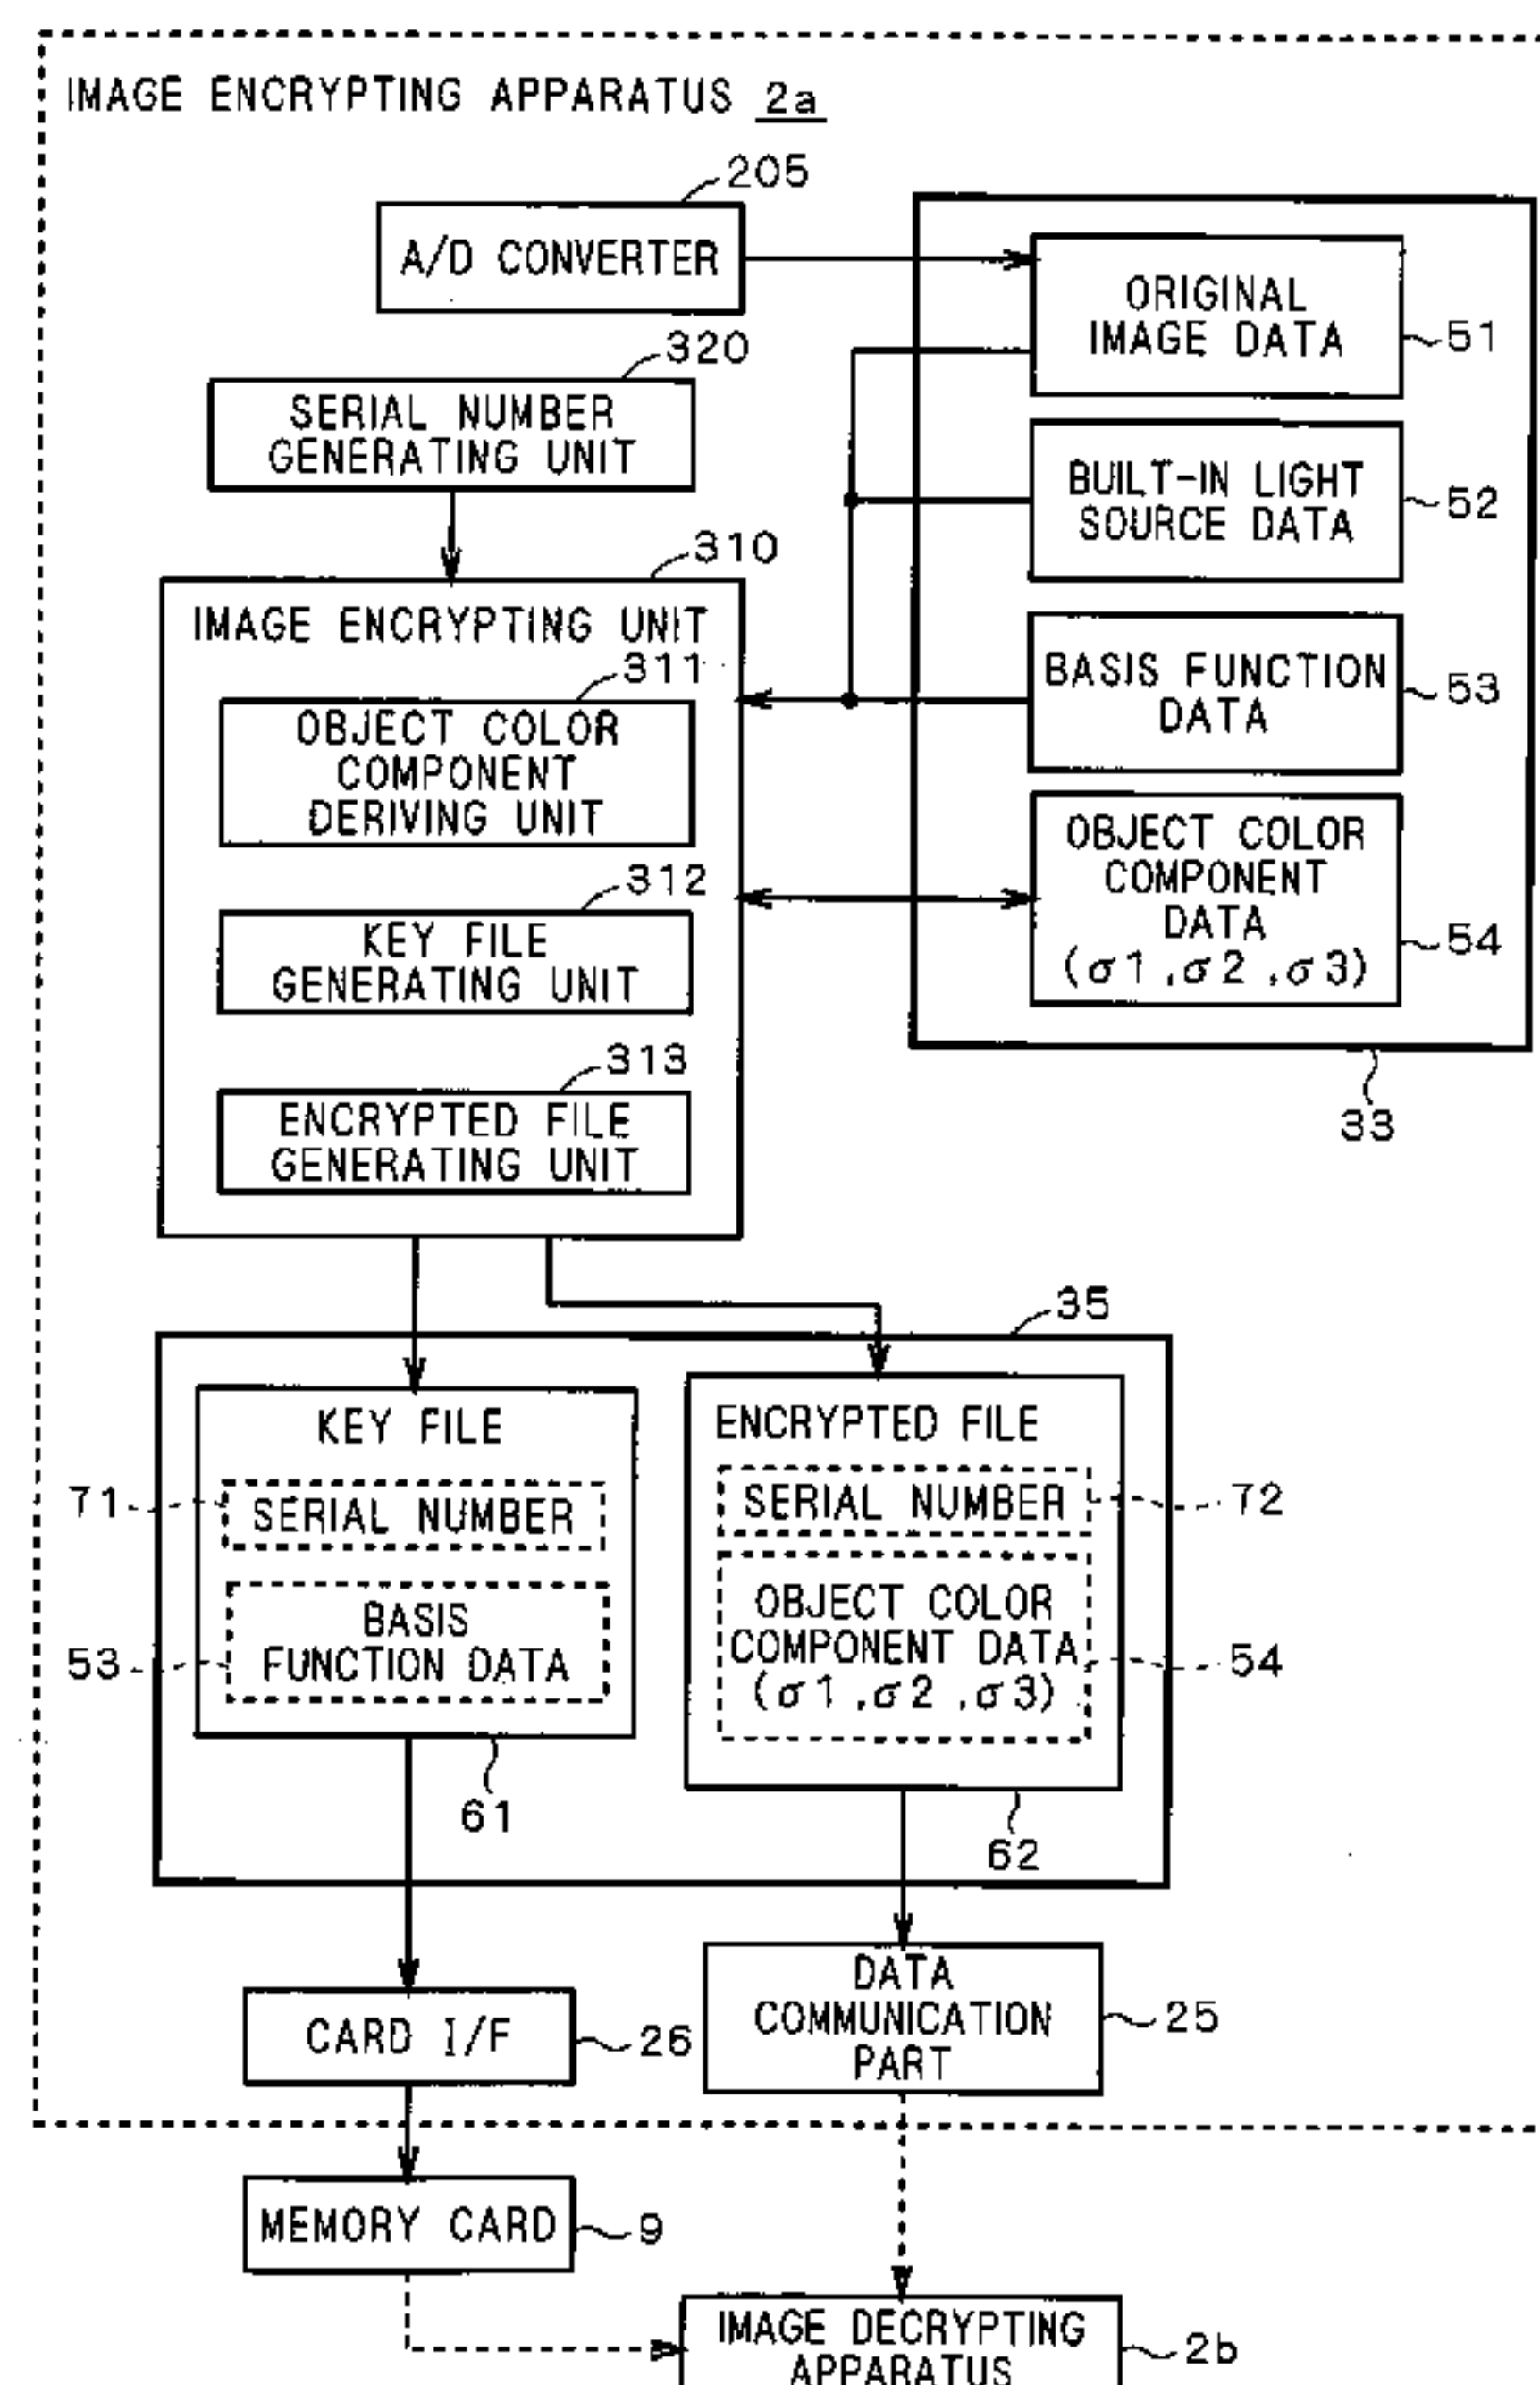 IMAGE ENCRYPTING APPARATUS 2a
205
A/D CONVERTER
ORIGINAL
IMAGE DATA
51
320
SERIAL NUMBER
GENERATING UNIT
BUILT-IN LIGHT
SOURCE DATA
52
310
IMAGE ENCRYPTING UNIT
311
OBJECT COLOR
COMPONENT
DERIVING UNIT
BASIS FUNCTION
DATA
53
312
KEY FILE
GENERATING UNIT
OBJECT COLOR
COMPONENT
DATA
(σ1,σ2,σ3)
54
313
ENCRYPTED FILE
GENERATING UNIT
33
35
KEY FILE
71
SERIAL NUMBER
53
BASIS
FUNCTION DATA
61
ENCRYPTED FILE
SERIAL NUMBER
72
OBJECT COLOR
COMPONENT DATA
(σ1,σ2,σ3)
54
62
CARD I/F
26
DATA
COMMUNICATION
PART
25
MEMORY CARD
9
IMAGE DECRYPTING
APPARATUS
2b